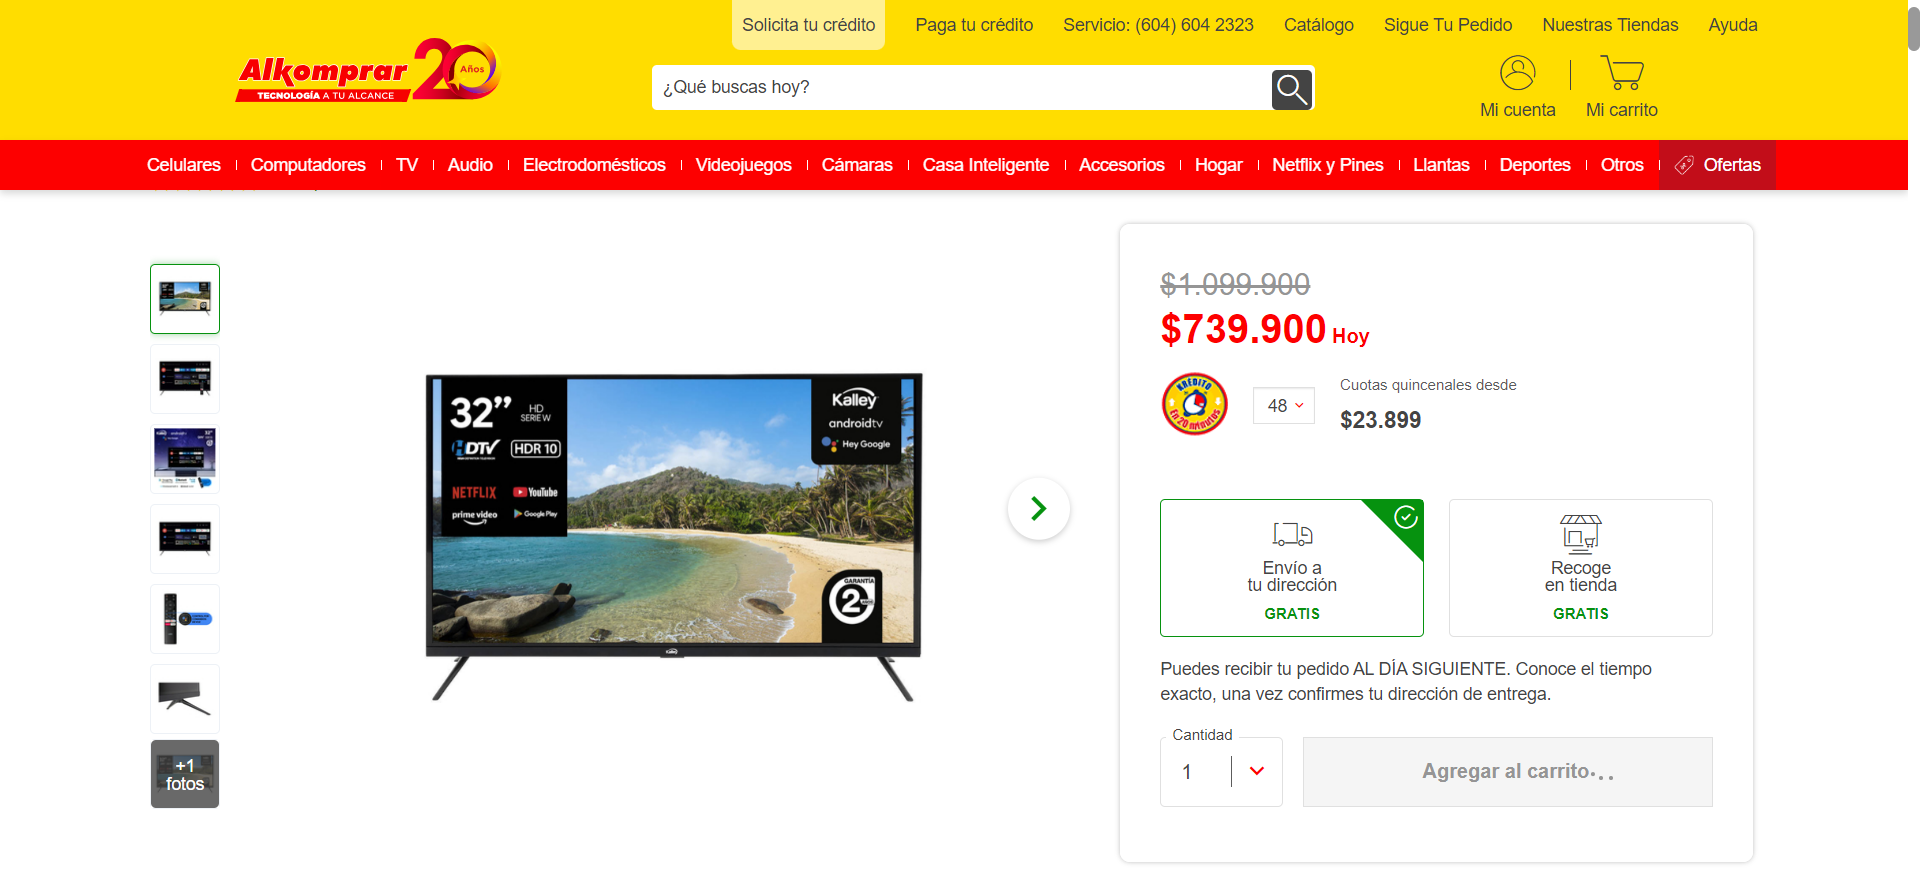 Solicita tu crédito
Paga tu crédito
Servicio: (604) 604 2323
Catálogo
Sigue Tu Pedido
Nuestras Tiendas
Ayuda
Alkomprar
TECNOLOGÍA A TU ALCANCE
20
Años
¿Qué buscas hoy?
Mi cuenta
Mi carrito
Celulares
Computadores
TV
Audio
Electrodomésticos
Videojuegos
Cámaras
Casa Inteligente
Accesorios
Hogar
Netflix y Pines
Llantas
Deportes
Otros
Ofertas
+1
fotos
32”
HD
SERIE W
HDTV
HDR 10
NETFLIX
YouTube
prime video
Google Play
Kalley
androidtv
Hey Google
GARANTÍA
2
AÑOS
Kalley
$1.099.900
$739.900 Hoy
KREDITO
En 20 minutos
48
Cuotas quincenales desde
$23.899
Envío a
tu dirección
GRATIS
Recoge
en tienda
GRATIS
Puedes recibir tu pedido AL DÍA SIGUIENTE. Conoce el tiempo
exacto, una vez confirmes tu dirección de entrega.
Cantidad
1
Agregar al carrito...